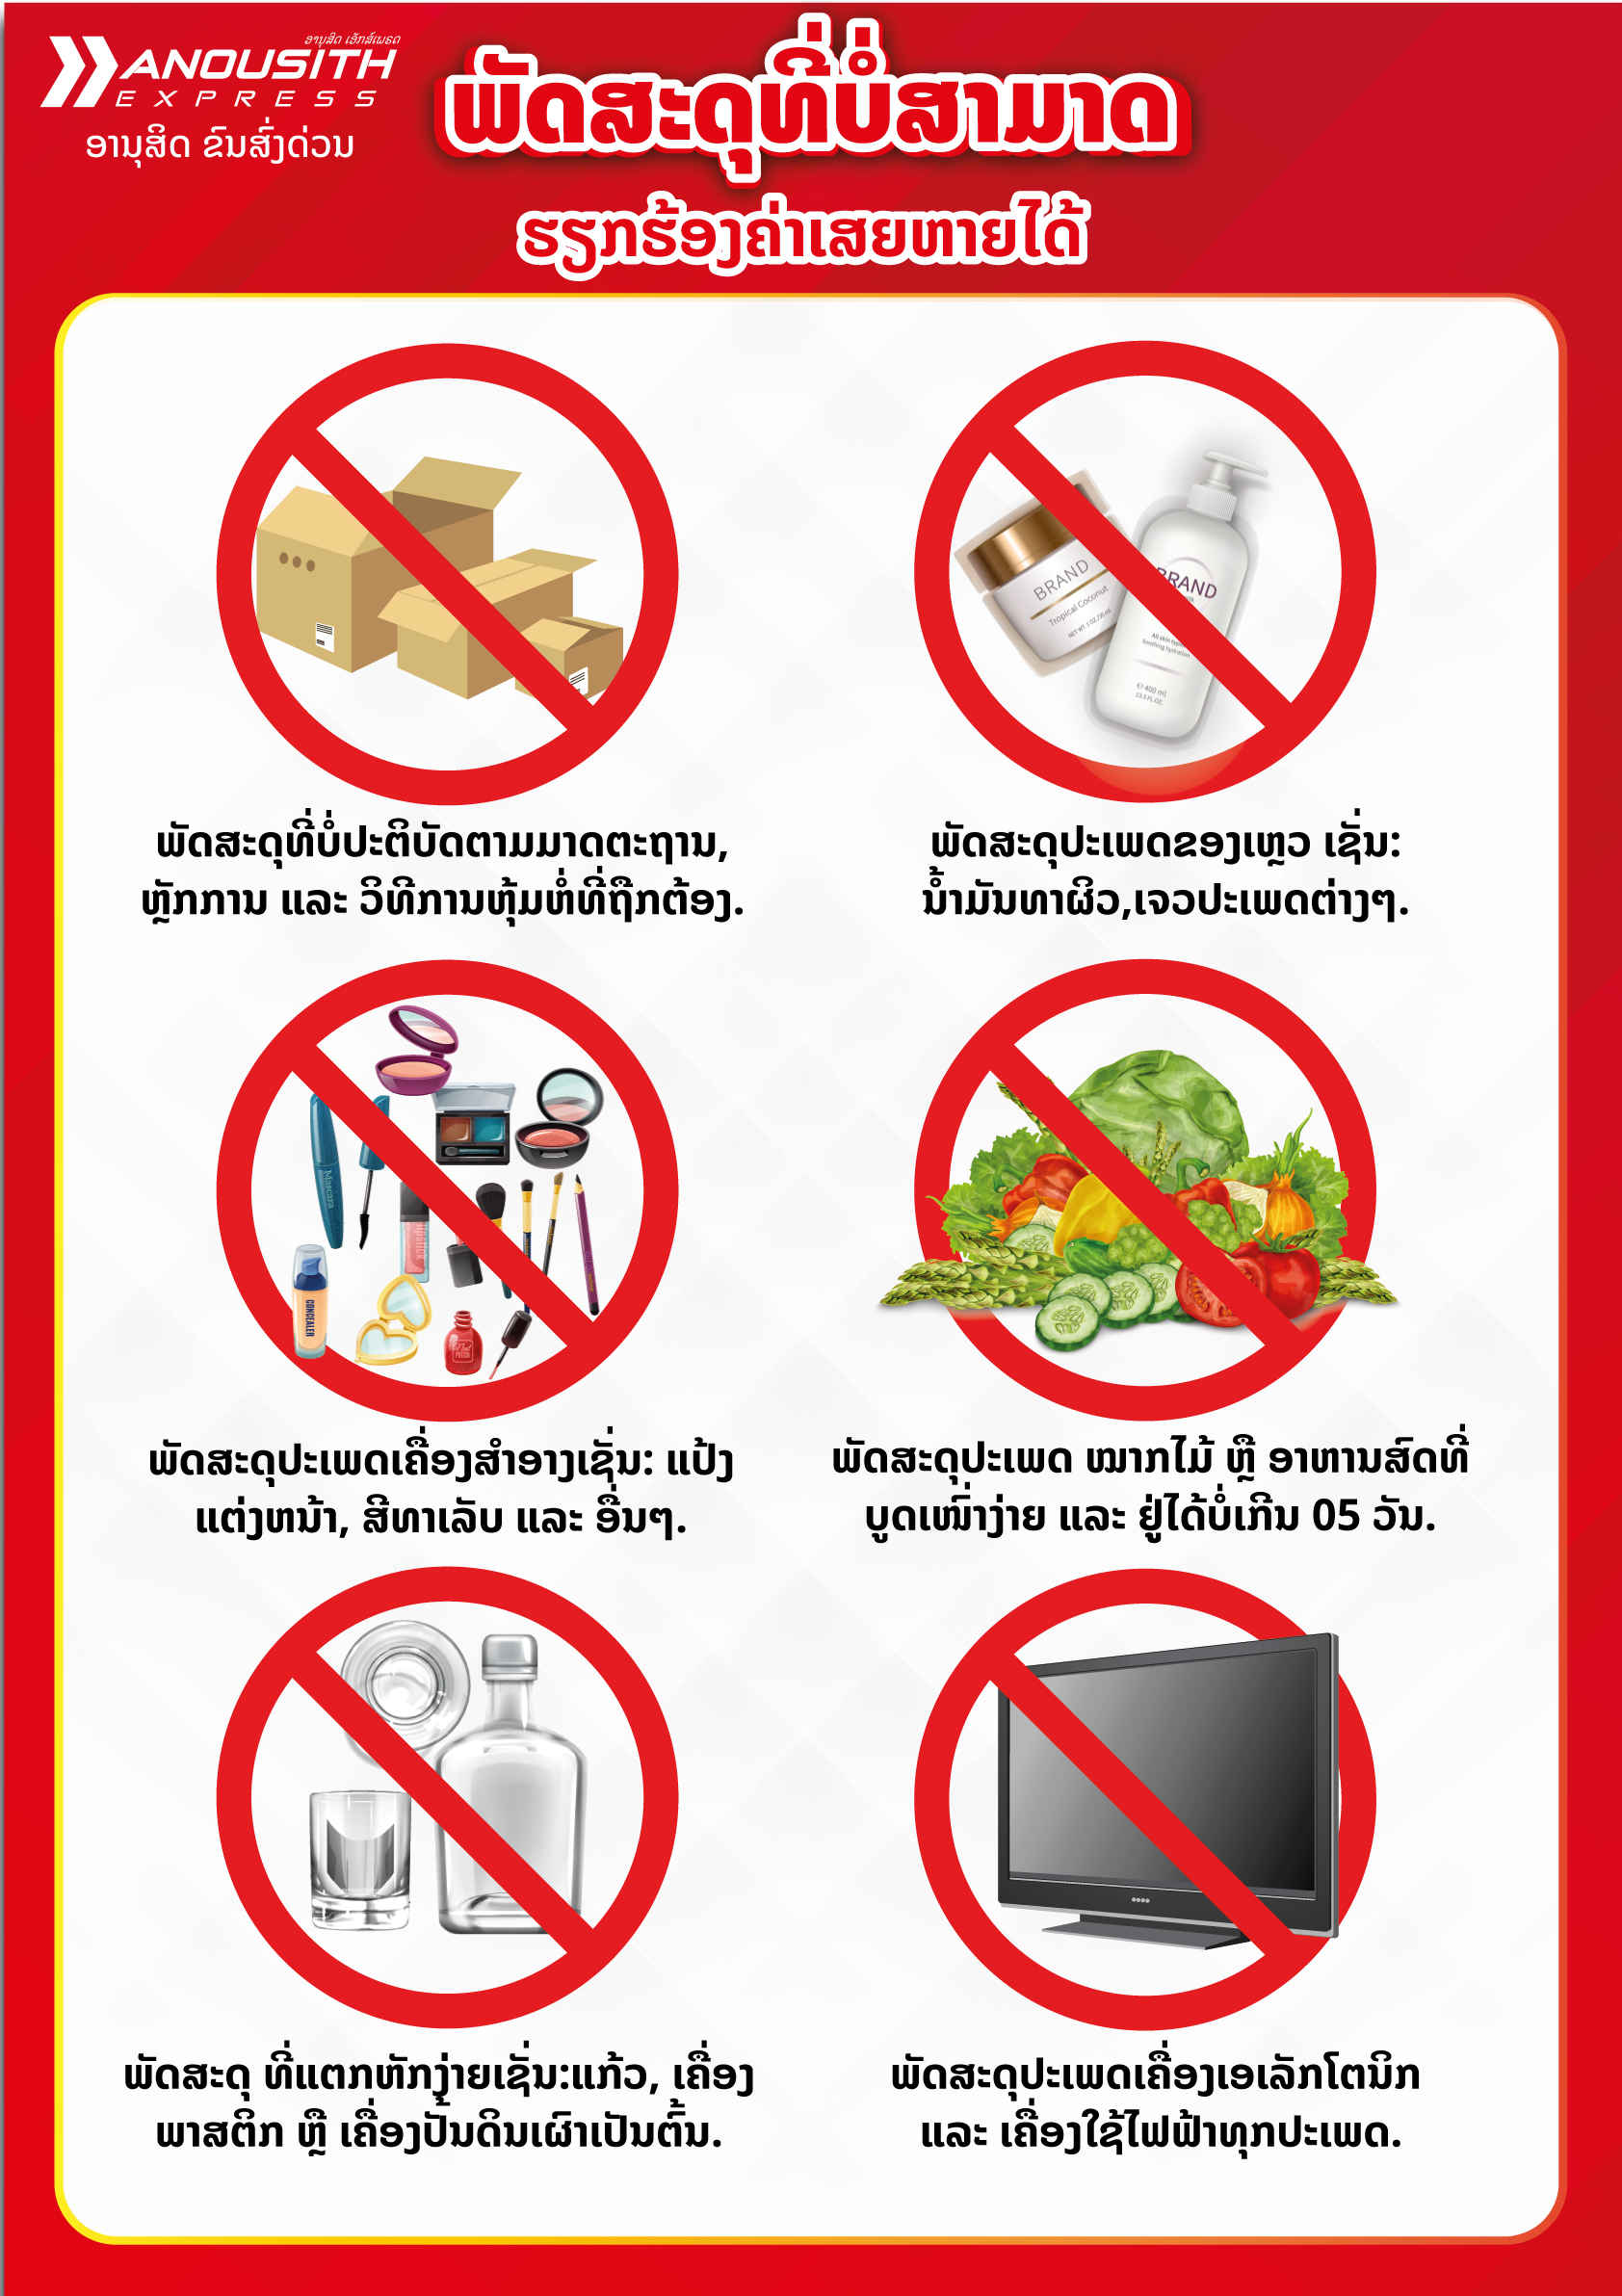 ອານຸສິດ ເອັກສ໌ເພຣດ
ANOUSITH
EXPRESS
ອານຸສິດ ຂົນສົ່ງດ່ວນ
ພັດສະດຸທີ່ບໍ່ສາມາດ
ຮຽກຮ້ອງຄ່າເສຍຫາຍໄດ້
BRAND
Tropical Coconut
NET WT. 1 OZ./30 ml
BRAND
All skin
Soothing hydration
℮ 400 ml
13.5 FL.OZ.
ພັດສະດຸທີ່ບໍ່ປະຕິບັດຕາມມາດຕະຖານ,
ຫຼັກການ ແລະ ວິທີການຫຸ້ມຫໍ່ທີ່ຖືກຕ້ອງ.
ພັດສະດຸປະເພດຂອງເຫຼວ ເຊັ່ນ:
ນ້ຳມັນທາຜິວ,ເຈວປະເພດຕ່າງໆ.
Mascara
CONCEALER
ພັດສະດຸປະເພດເຄື່ອງສຳອາງເຊັ່ນ: ແປ້ງ
ແຕ່ງຫນ້າ, ສີທາເລັບ ແລະ ອື່ນໆ.
ພັດສະດຸປະເພດ ໝາກໄມ້ ຫຼື ອາຫານສົດທີ່
ບູດເໜົ່າງ່າຍ ແລະ ຢູ່ໄດ້ບໍ່ເກີນ 05 ວັນ.
ພັດສະດຸ ທີ່ແຕກຫັກງ່າຍເຊັ່ນ:ແກ້ວ, ເຄື່ອງ
ພາສຕິກ ຫຼື ເຄື່ອງປັ້ນດິນເຜົາເປັນຕົ້ນ.
ພັດສະດຸປະເພດເຄື່ອງເອເລັກໂຕນິກ
ແລະ ເຄື່ອງໃຊ້ໄຟຟ້າທຸກປະເພດ.